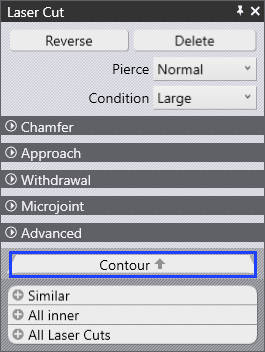 Laser Cut
Reverse Delete
Pierce Normal
Condition Large
Chamfer
Approach
Withdrawal
Microjoint
Advanced
Contour
Similar
All inner
All Laser Cuts